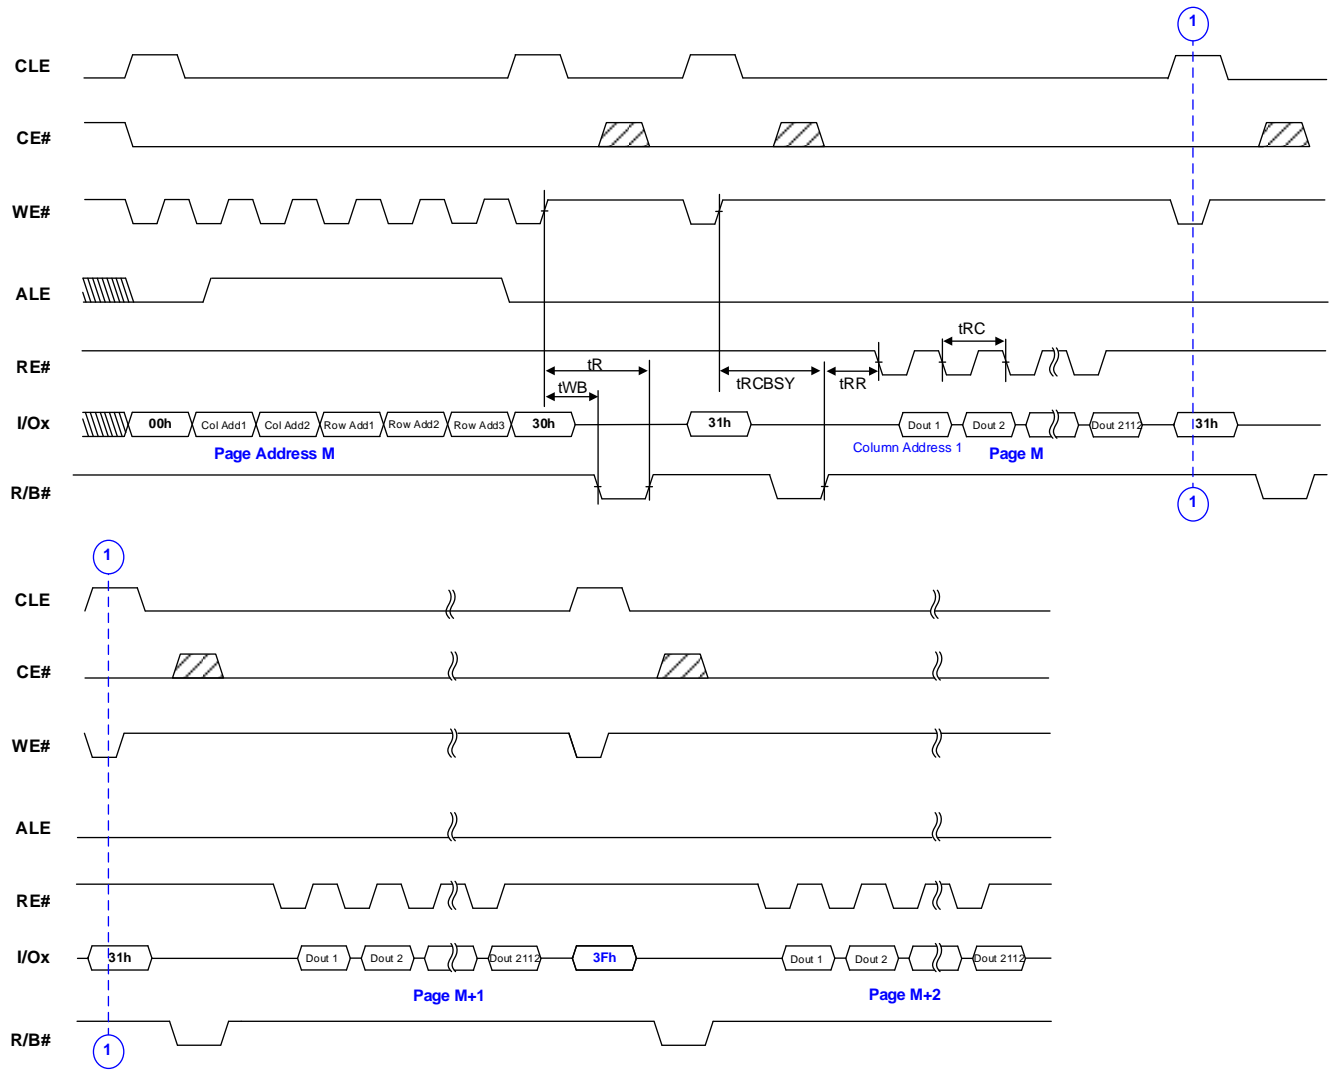 1
CLE
CE#
WE#
ALE
tRC
RE#
tR
tRCBSY
tRR
tWB
I/Ox
00h
Col Add1
Col Add2
Row Add1
Row Add2
Row Add3
30h
31h
Dout 1
Dout 2
Dout 2112
31h
Page Address M
Column Address 1
Page M
R/B#
1
1
CLE
CE#
WE#
ALE
RE#
I/Ox
31h
Dout 1
Dout 2
Dout 2112
3Fh
Dout 1
Dout 2
Dout 2112
Page M+1
Page M+2
R/B#
1